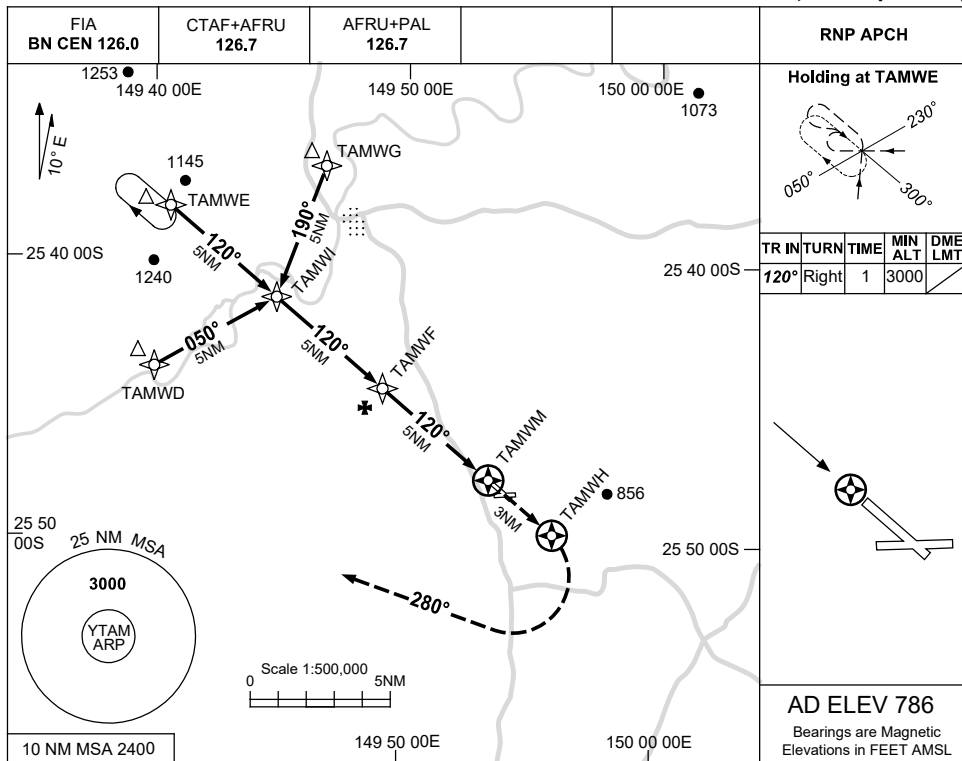 FIA
BN CEN 126.0
CTAF+AFRU
126.7
AFRU+PAL
126.7
RNP APCH
1253
149 40 00E
149 50 00E
150 00 00E
1073
10° E
1145
TAMWG
TAMWE
190°
5NM
120°
5NM
TAMWI
25 40 00S
25 40 00S
1240
050°
5NM
TAMWD
120°
5NM
TAMWF
120°
5NM
TAMWM
TAMWH
856
3NM
25 50
00S
25 50 00S
25 NM MSA
3000
YTAM
ARP
280°
Scale 1:500,000
0
5NM
10 NM MSA 2400
149 50 00E
150 00 00E
Holding at TAMWE
230°
050°
300°
TR IN TURN TIME MIN ALT DME LMT
120° Right 1 3000
AD ELEV 786
Bearings are Magnetic
Elevations in FEET AMSL